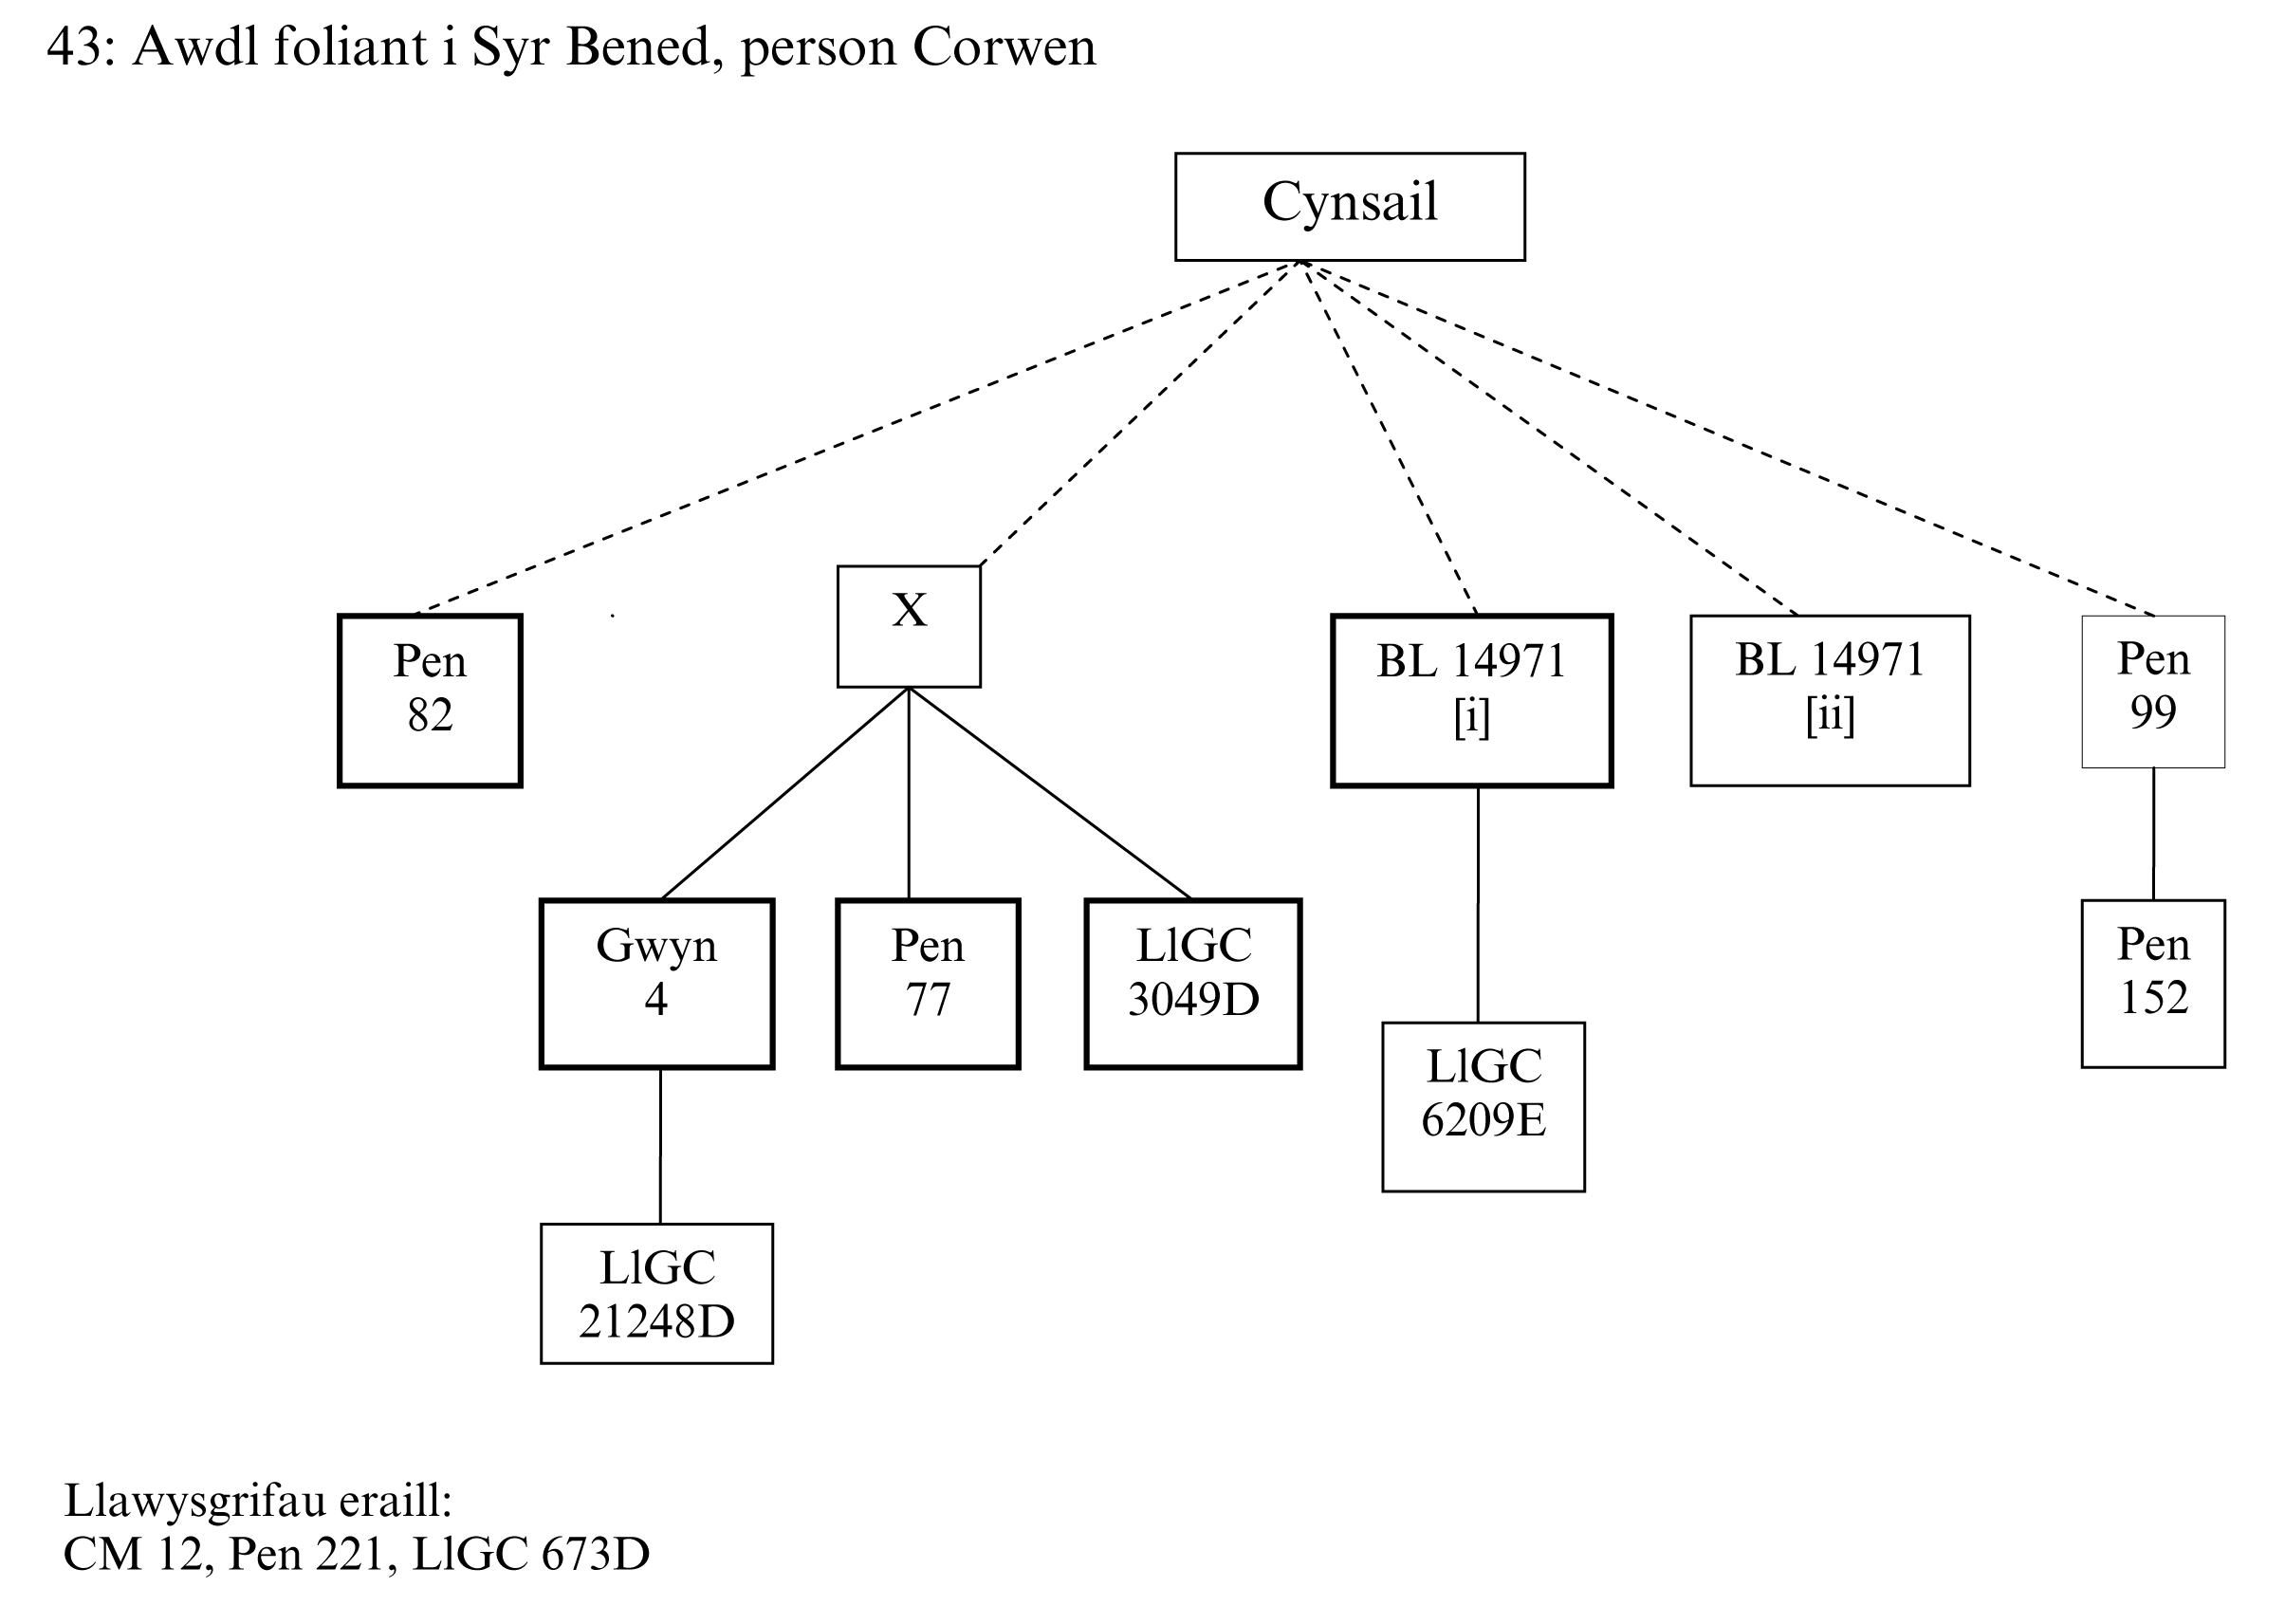 43: Awdl foliant i Syr Bened, person Corwen
Cynsail
X
Pen
82
BL 14971
[i]
BL 14971
[ii]
Pen
99
Gwyn
4
Pen
77
LlGC
3049D
Pen
152
LlGC
6209E
LlGC
21248D
Llawysgrifau eraill:
CM 12, Pen 221, LlGC 673D